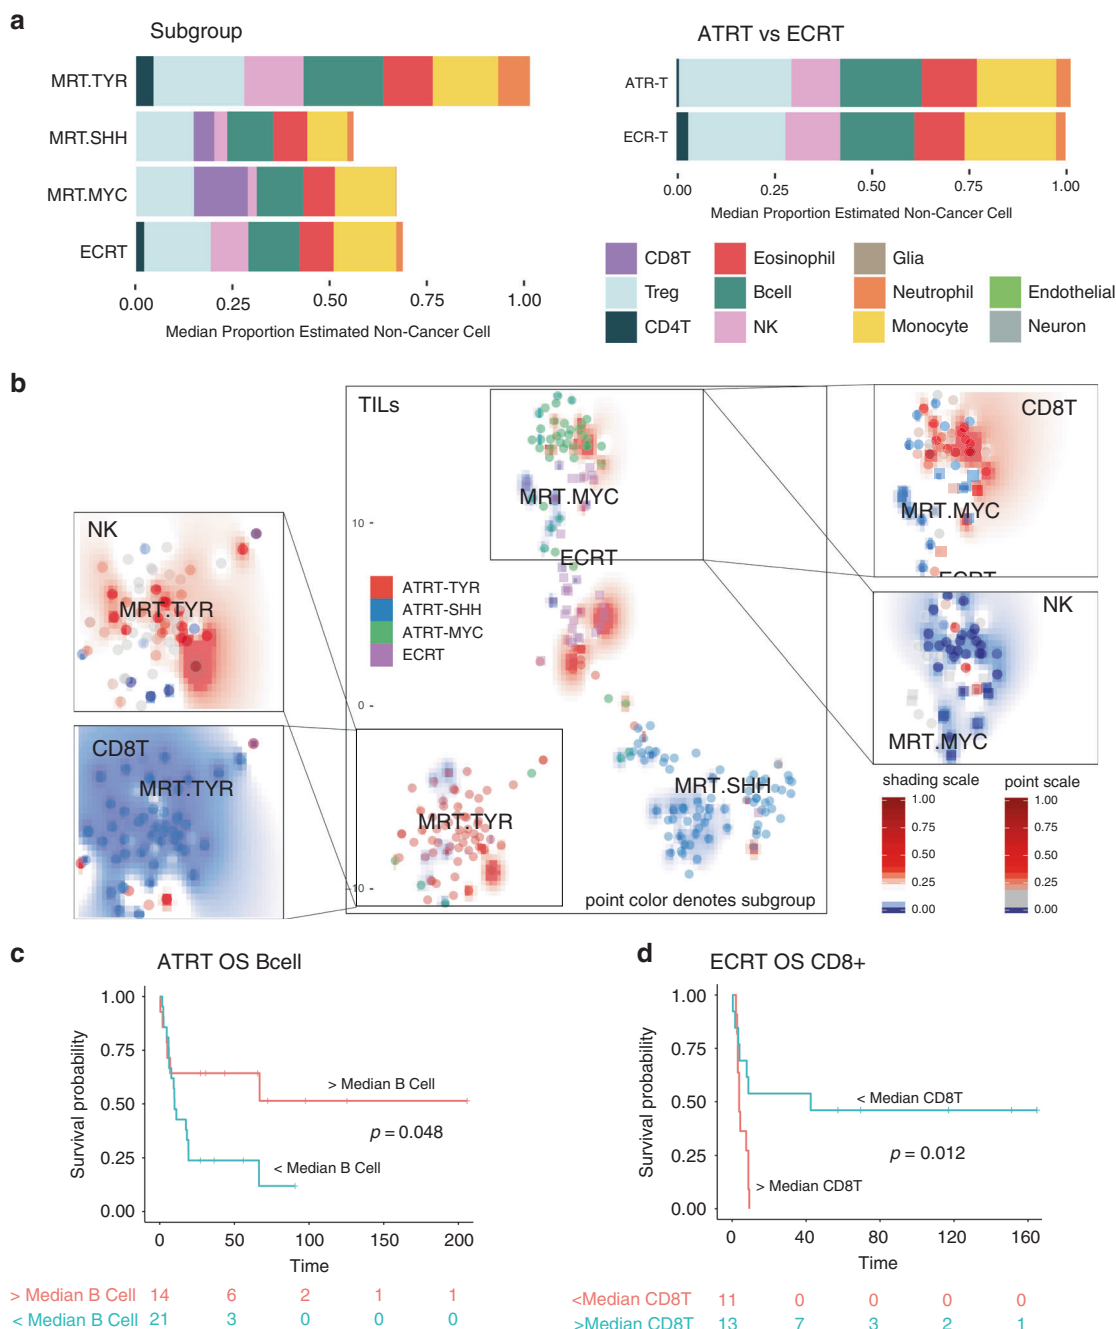 a
Subgroup
MRT.TYR
MRT.SHH
MRT.MYC
ECRT
0.00 0.25 0.50 0.75 1.00
Median Proportion Estimated Non-Cancer Cell
ATRT vs ECRT
ATR-T
ECR-T
0.00 0.25 0.50 0.75 1.00
Median Proportion Estimated Non-Cancer Cell
CD8T Eosinophil Glia
Treg Bcell Neutrophil Endothelial
CD4T NK Monocyte Neuron
b
TILs
MRT.MYC
10
ECRT
ATRT-TYR
ATRT-SHH
ATRT-MYC
ECRT
0
MRT.SHH
MRT.TYR
-10
point color denotes subgroup
NK
MRT.TYR
CD8T
MRT.TYR
CD8T
MRT.MYC
ECRT
NK
MRT.MYC
shading scale point scale
1.00 1.00
0.75 0.75
0.50 0.50
0.25 0.25
0.00 0.00
c
ATRT OS Bcell
Survival probability
1.00
0.75
0.50
0.25
0.00
> Median B Cell
p = 0.048
< Median B Cell
0 50 100 150 200
Time
> Median B Cell 14 6 2 1 1
< Median B Cell 21 3 0 0 0
d
ECRT OS CD8+
Survival probability
1.00
0.75
0.50
0.25
0.00
< Median CD8T
p = 0.012
> Median CD8T
0 40 80 120 160
Time
<Median CD8T 11 0 0 0 0
>Median CD8T 13 7 3 2 1